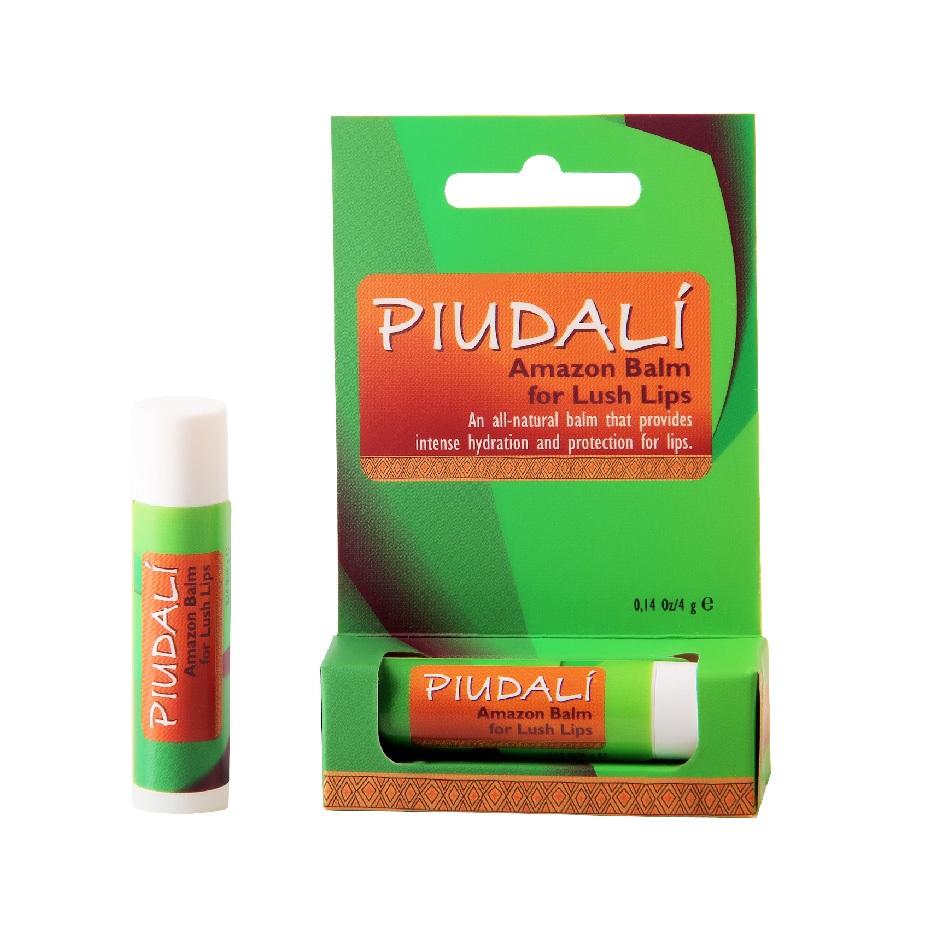 PIUDALÍ
Amazon Balm
for Lush Lips
An all-natural balm that provides
intense hydration and protection for lips.
0,14 Oz/4 g ℮
PIUDALÍ
Amazon Balm
for Lush Lips
PIUDALÍ
Amazon Balm
for Lush Lips